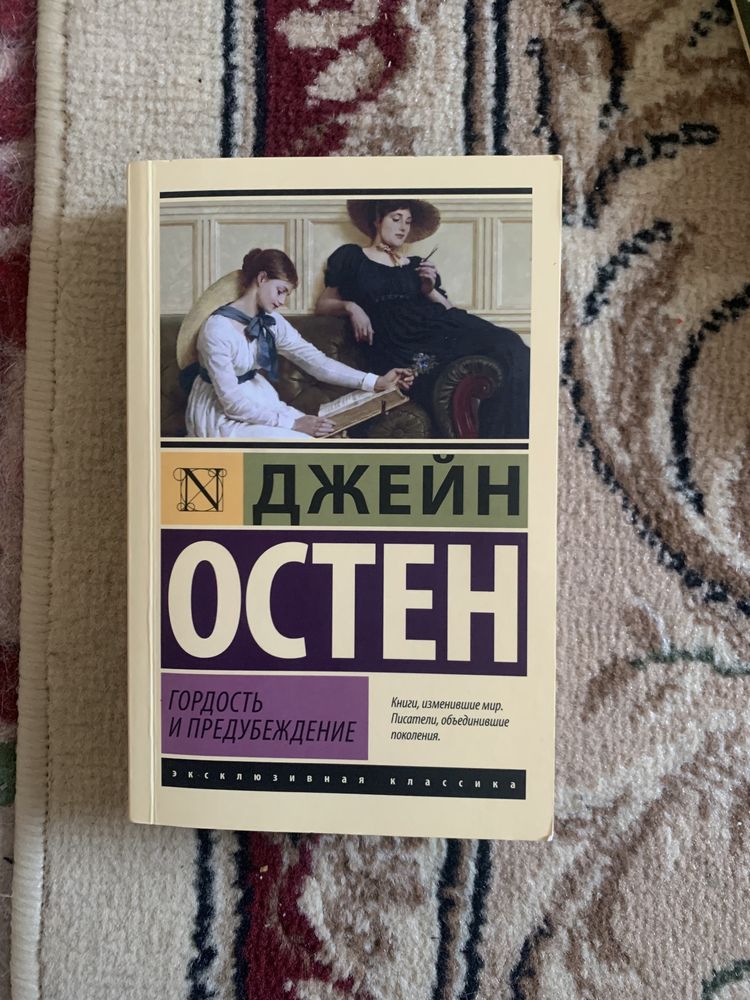 N ДЖЕЙН
ОСТЕН
ГОРДОСТЬ
И ПРЕДУБЕЖДЕНИЕ
Книги, изменившие мир.
Писатели, объединившие
поколения.
эксклюзивная классика